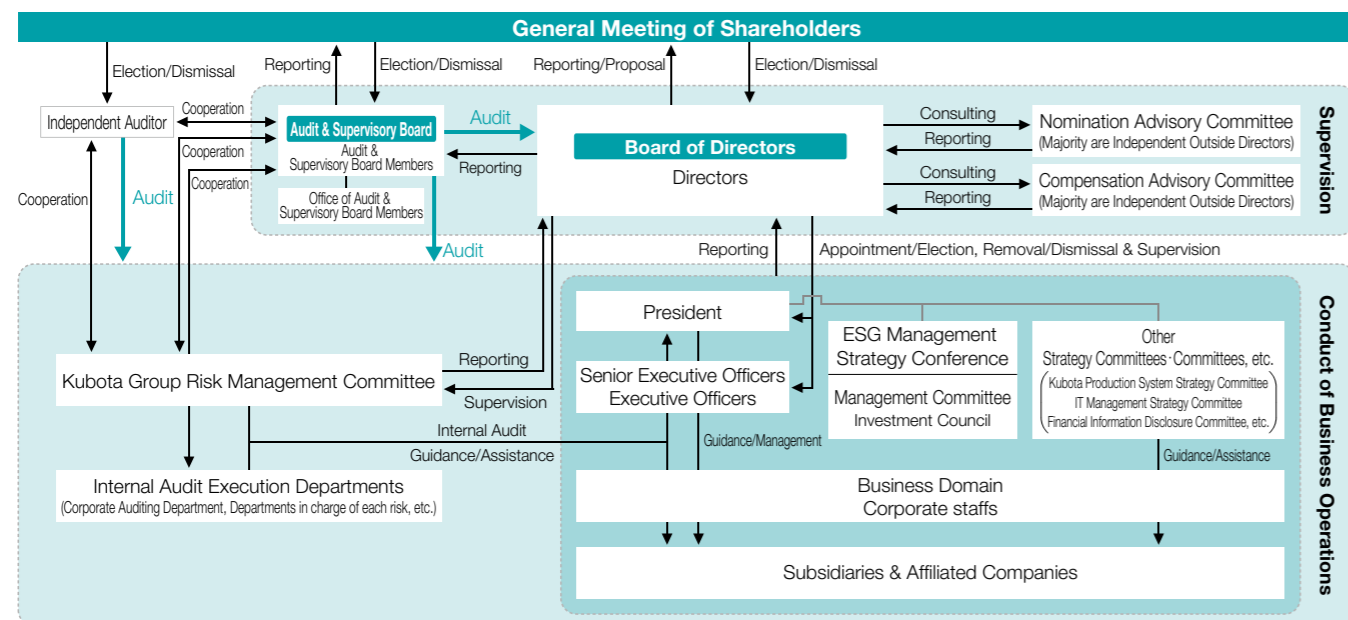 General Meeting of Shareholders
Election/Dismissal
Reporting
Election/Dismissal
Reporting/Proposal
Election/Dismissal
Independent Auditor
Cooperation
Cooperation
Cooperation
Cooperation
Audit
Audit & Supervisory Board
Audit &
Supervisory Board Members
Office of Audit &
Supervisory Board Members
Audit
Reporting
Audit
Board of Directors
Directors
Consulting
Reporting
Consulting
Reporting
Nomination Advisory Committee
(Majority are Independent Outside Directors)
Compensation Advisory Committee
(Majority are Independent Outside Directors)
Supervision
Reporting
Appointment/Election, Removal/Dismissal & Supervision
Kubota Group Risk Management Committee
Reporting
Supervision
Internal Audit
Guidance/Assistance
Internal Audit Execution Departments
(Corporate Auditing Department, Departments in charge of each risk, etc.)
President
Senior Executive Officers
Executive Officers
Guidance/Management
ESG Management
Strategy Conference
Management Committee
Investment Council
Other
Strategy Committees·Committees, etc.
(Kubota Production System Strategy Committee
IT Management Strategy Committee
Financial Information Disclosure Committee, etc.)
Guidance/Assistance
Business Domain
Corporate staffs
Subsidiaries & Affiliated Companies
Conduct of Business Operations